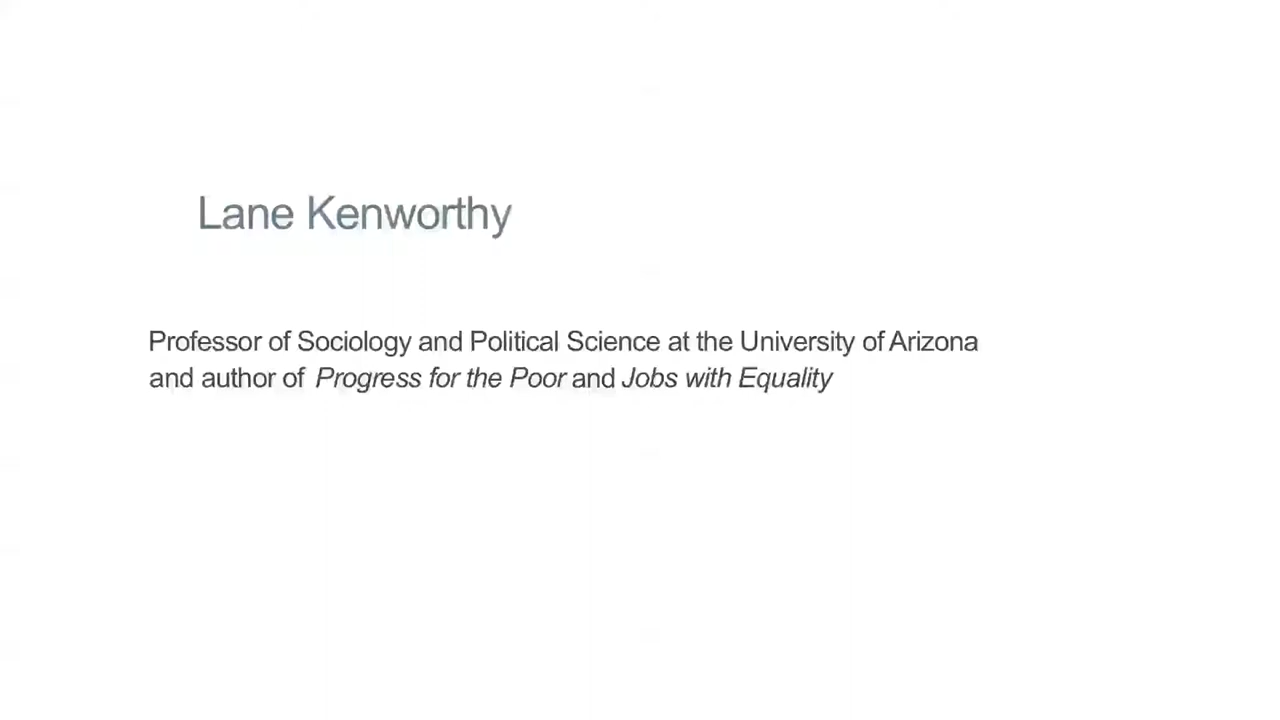 Lane Kenworthy
Professor of Sociology and Political Science at the University of Arizona
and author of Progress for the Poor and Jobs with Equality